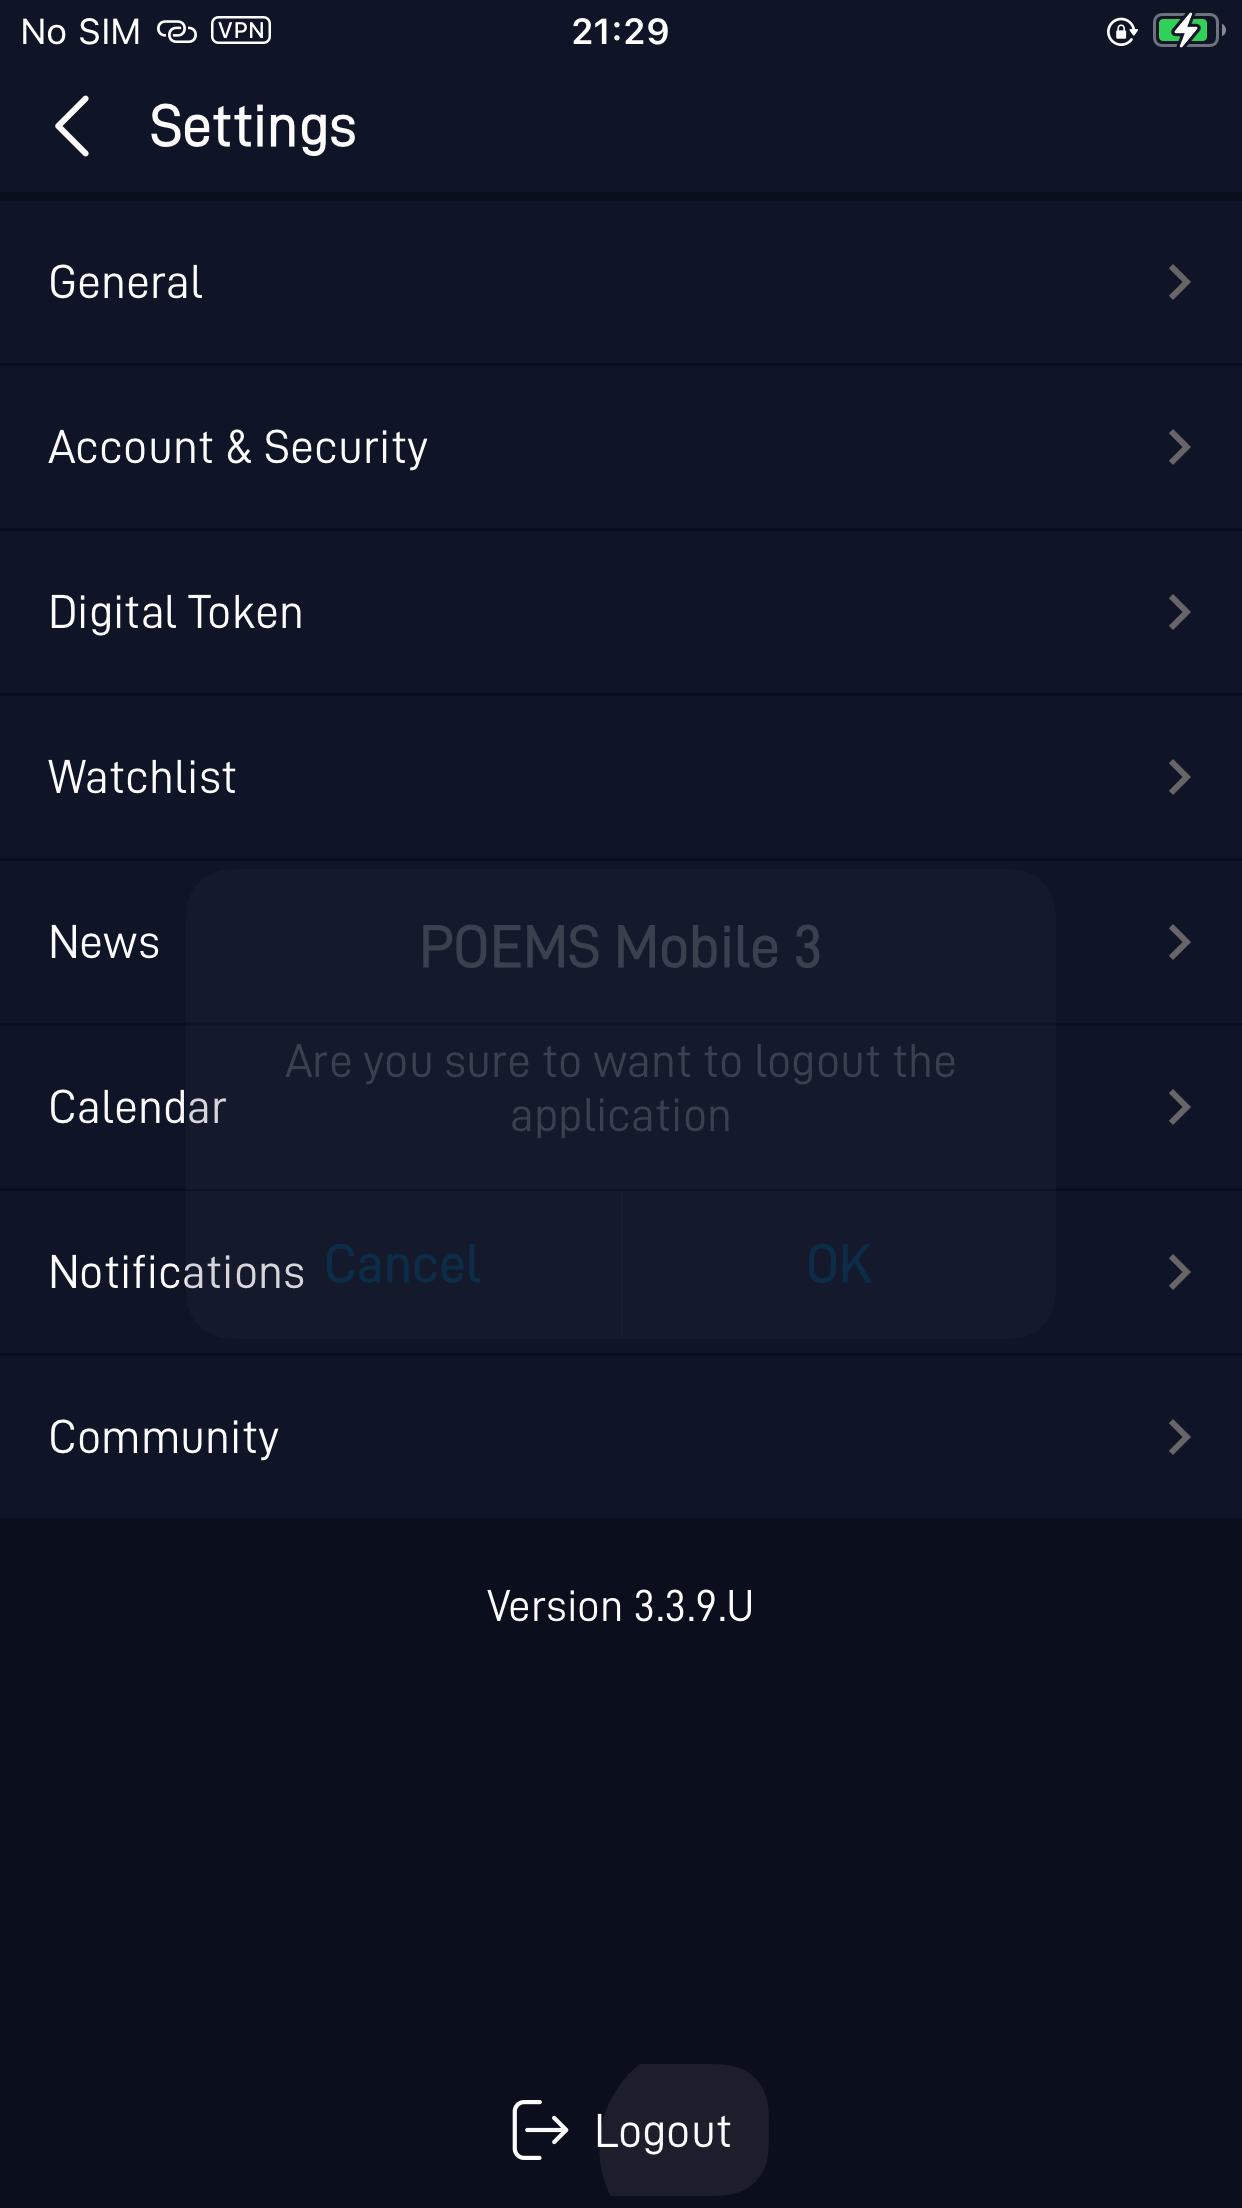 No SIM VPN 21:29
Settings
General
Account & Security
Digital Token
Watchlist
News
POEMS Mobile 3
Are you sure to want to logout the
application
Calendar
Notifications
Cancel OK
Community
Version 3.3.9.U
Logout